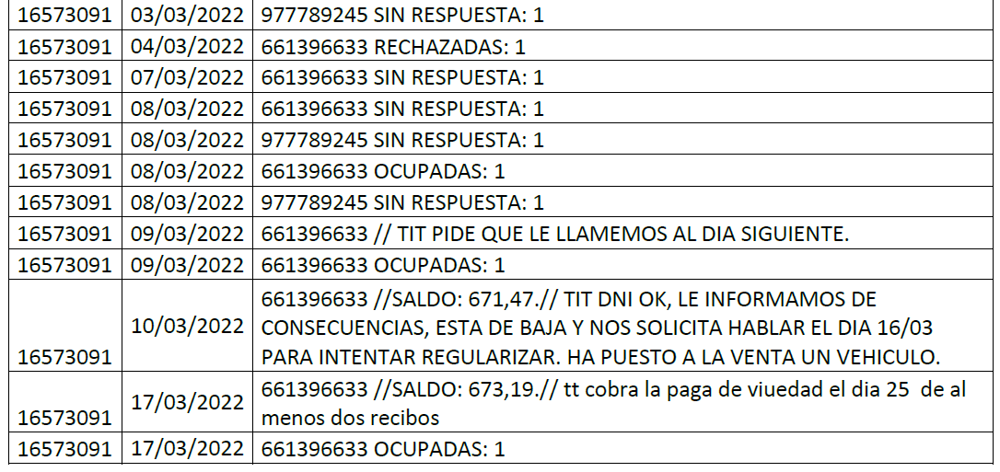 16573091 03/03/2022 977789245 SIN RESPUESTA: 1
16573091 04/03/2022 661396633 RECHAZADAS: 1
16573091 07/03/2022 661396633 SIN RESPUESTA: 1
16573091 08/03/2022 661396633 SIN RESPUESTA: 1
16573091 08/03/2022 977789245 SIN RESPUESTA: 1
16573091 08/03/2022 661396633 OCUPADAS: 1
16573091 08/03/2022 977789245 SIN RESPUESTA: 1
16573091 09/03/2022 661396633 // TIT PIDE QUE LE LLAMEMOS AL DIA SIGUIENTE.
16573091 09/03/2022 661396633 OCUPADAS: 1
661396633 //SALDO: 671,47.// TIT DNI OK, LE INFORMAMOS DE
10/03/2022 CONSECUENCIAS, ESTA DE BAJA Y NOS SOLICITA HABLAR EL DIA 16/03
16573091 PARA INTENTAR REGULARIZAR. HA PUESTO A LA VENTA UN VEHICULO.
17/03/2022 661396633 //SALDO: 673,19.// tt cobra la paga de viuedad el dia 25 de al
16573091 menos dos recibos
16573091 17/03/2022 661396633 OCUPADAS: 1